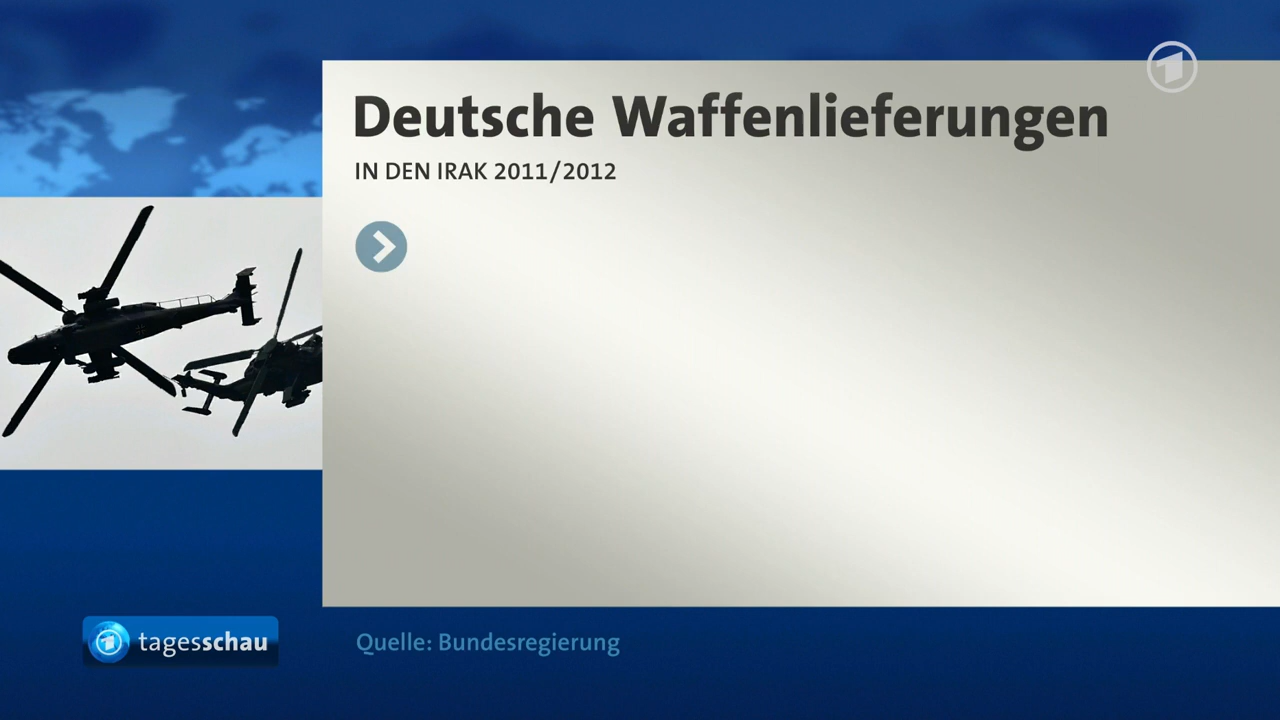 Deutsche Waffenlieferungen
IN DEN IRAK 2011/2012
tagesschau
Quelle: Bundesregierung